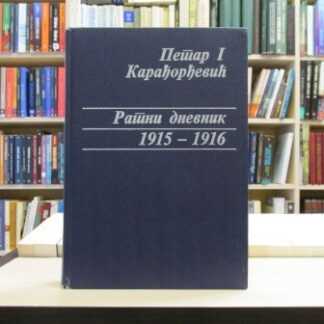 Петар I
Карађорђевић
Ратни дневник
1915 – 1916